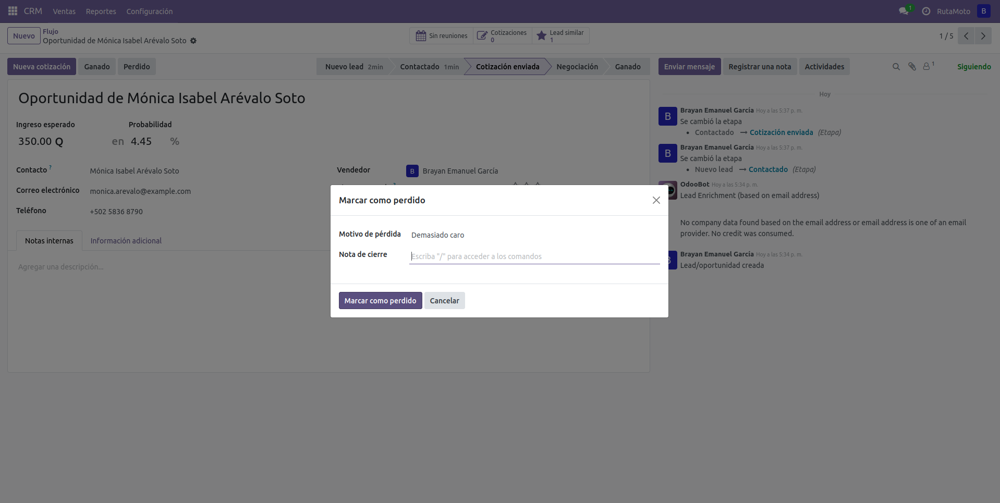 CRM Ventas Reportes Configuración 1 RutaMoto B
Nuevo Flujo
Oportunidad de Mónica Isabel Arévalo Soto
Sin reuniones Cotizaciones 0 Lead similar 1
1 / 5
Nueva cotización Ganado Perdido
Nuevo lead 2min Contactado 1min Cotización enviada Negociación Ganado
Enviar mensaje Registrar una nota Actividades 1 Siguiendo
Oportunidad de Mónica Isabel Arévalo Soto
Ingreso esperado Probabilidad
350.00 Q en 4.45 %
Contacto ? Mónica Isabel Arévalo Soto
Correo electrónico monica.arevalo@example.com
Teléfono +502 5836 8790
Vendedor B Brayan Emanuel García
?
Notas internas Información adicional
Agregar una descripción...
Marcar como perdido
Motivo de pérdida Demasiado caro
Nota de cierre Escriba "/" para acceder a los comandos
Marcar como perdido Cancelar
Hoy
B Brayan Emanuel García Hoy a las 5:37 p. m.
Se cambió la etapa
• Contactado → Cotización enviada (Etapa)
B Brayan Emanuel García Hoy a las 5:37 p. m.
Se cambió la etapa
• Nuevo lead → Contactado (Etapa)
OdooBot Hoy a las 5:34 p. m.
Lead Enrichment (based on email address)
No company data found based on the email address or email address is one of an email
provider. No credit was consumed.
B Brayan Emanuel García Hoy a las 5:34 p. m.
Lead/oportunidad creada